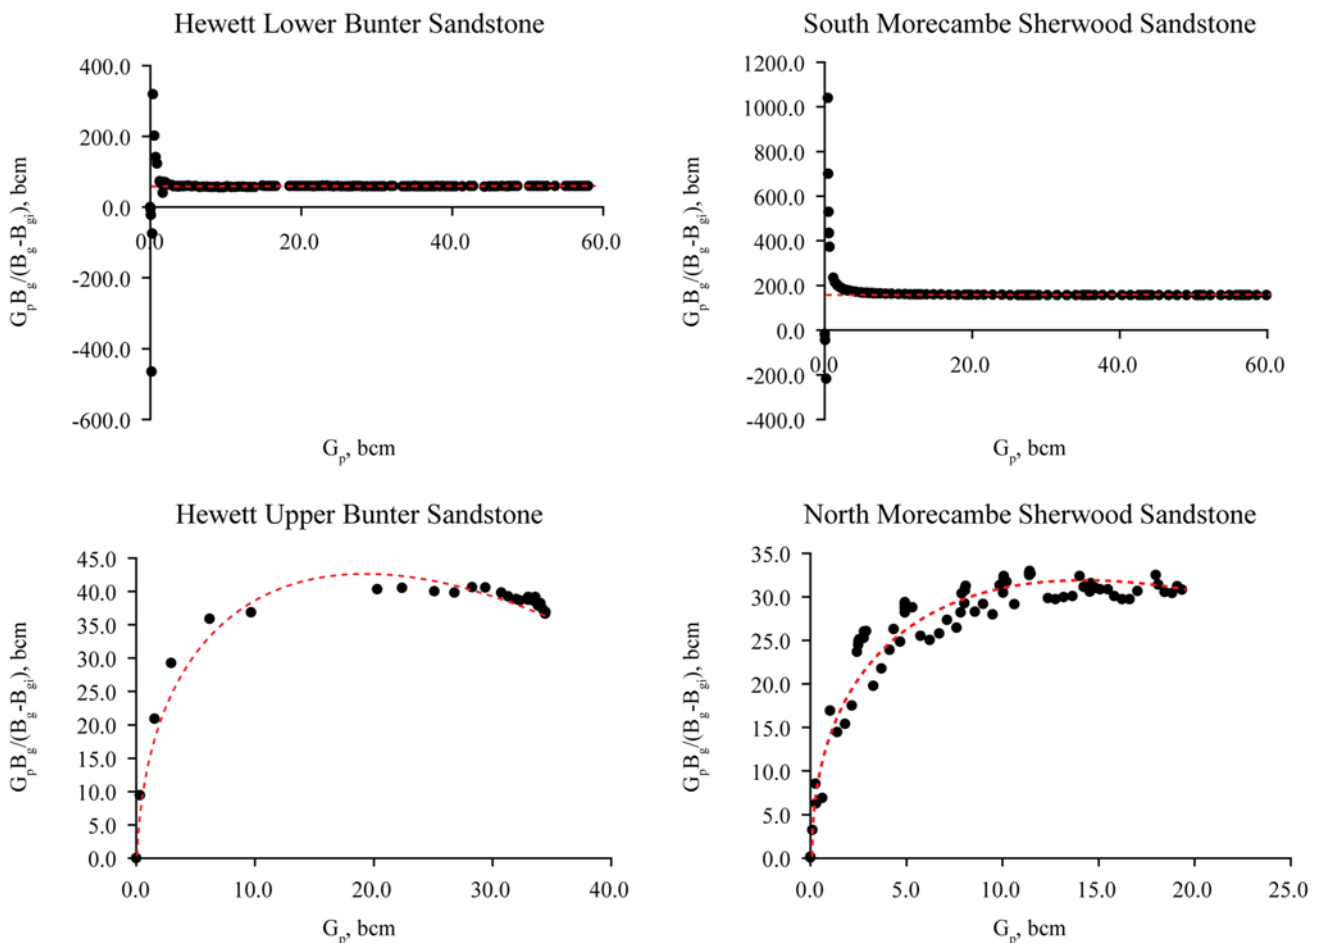 Hewett Lower Bunter Sandstone
400.0
200.0
0.0
-200.0
-400.0
-600.0
0.0 20.0 40.0 60.0
GpBg/(Bg-Bgi), bcm
Gp, bcm
South Morecambe Sherwood Sandstone
1200.0
1000.0
800.0
600.0
400.0
200.0
0.0
-200.0
-400.0
0.0 20.0 40.0 60.0
GpBg/(Bg-Bgi), bcm
Gp, bcm
Hewett Upper Bunter Sandstone
45.0
40.0
35.0
30.0
25.0
20.0
15.0
10.0
5.0
0.0
0.0 10.0 20.0 30.0 40.0
GpBg/(Bg-Bgi), bcm
Gp, bcm
North Morecambe Sherwood Sandstone
35.0
30.0
25.0
20.0
15.0
10.0
5.0
0.0
0.0 5.0 10.0 15.0 20.0 25.0
GpBg/(Bg-Bgi), bcm
Gp, bcm